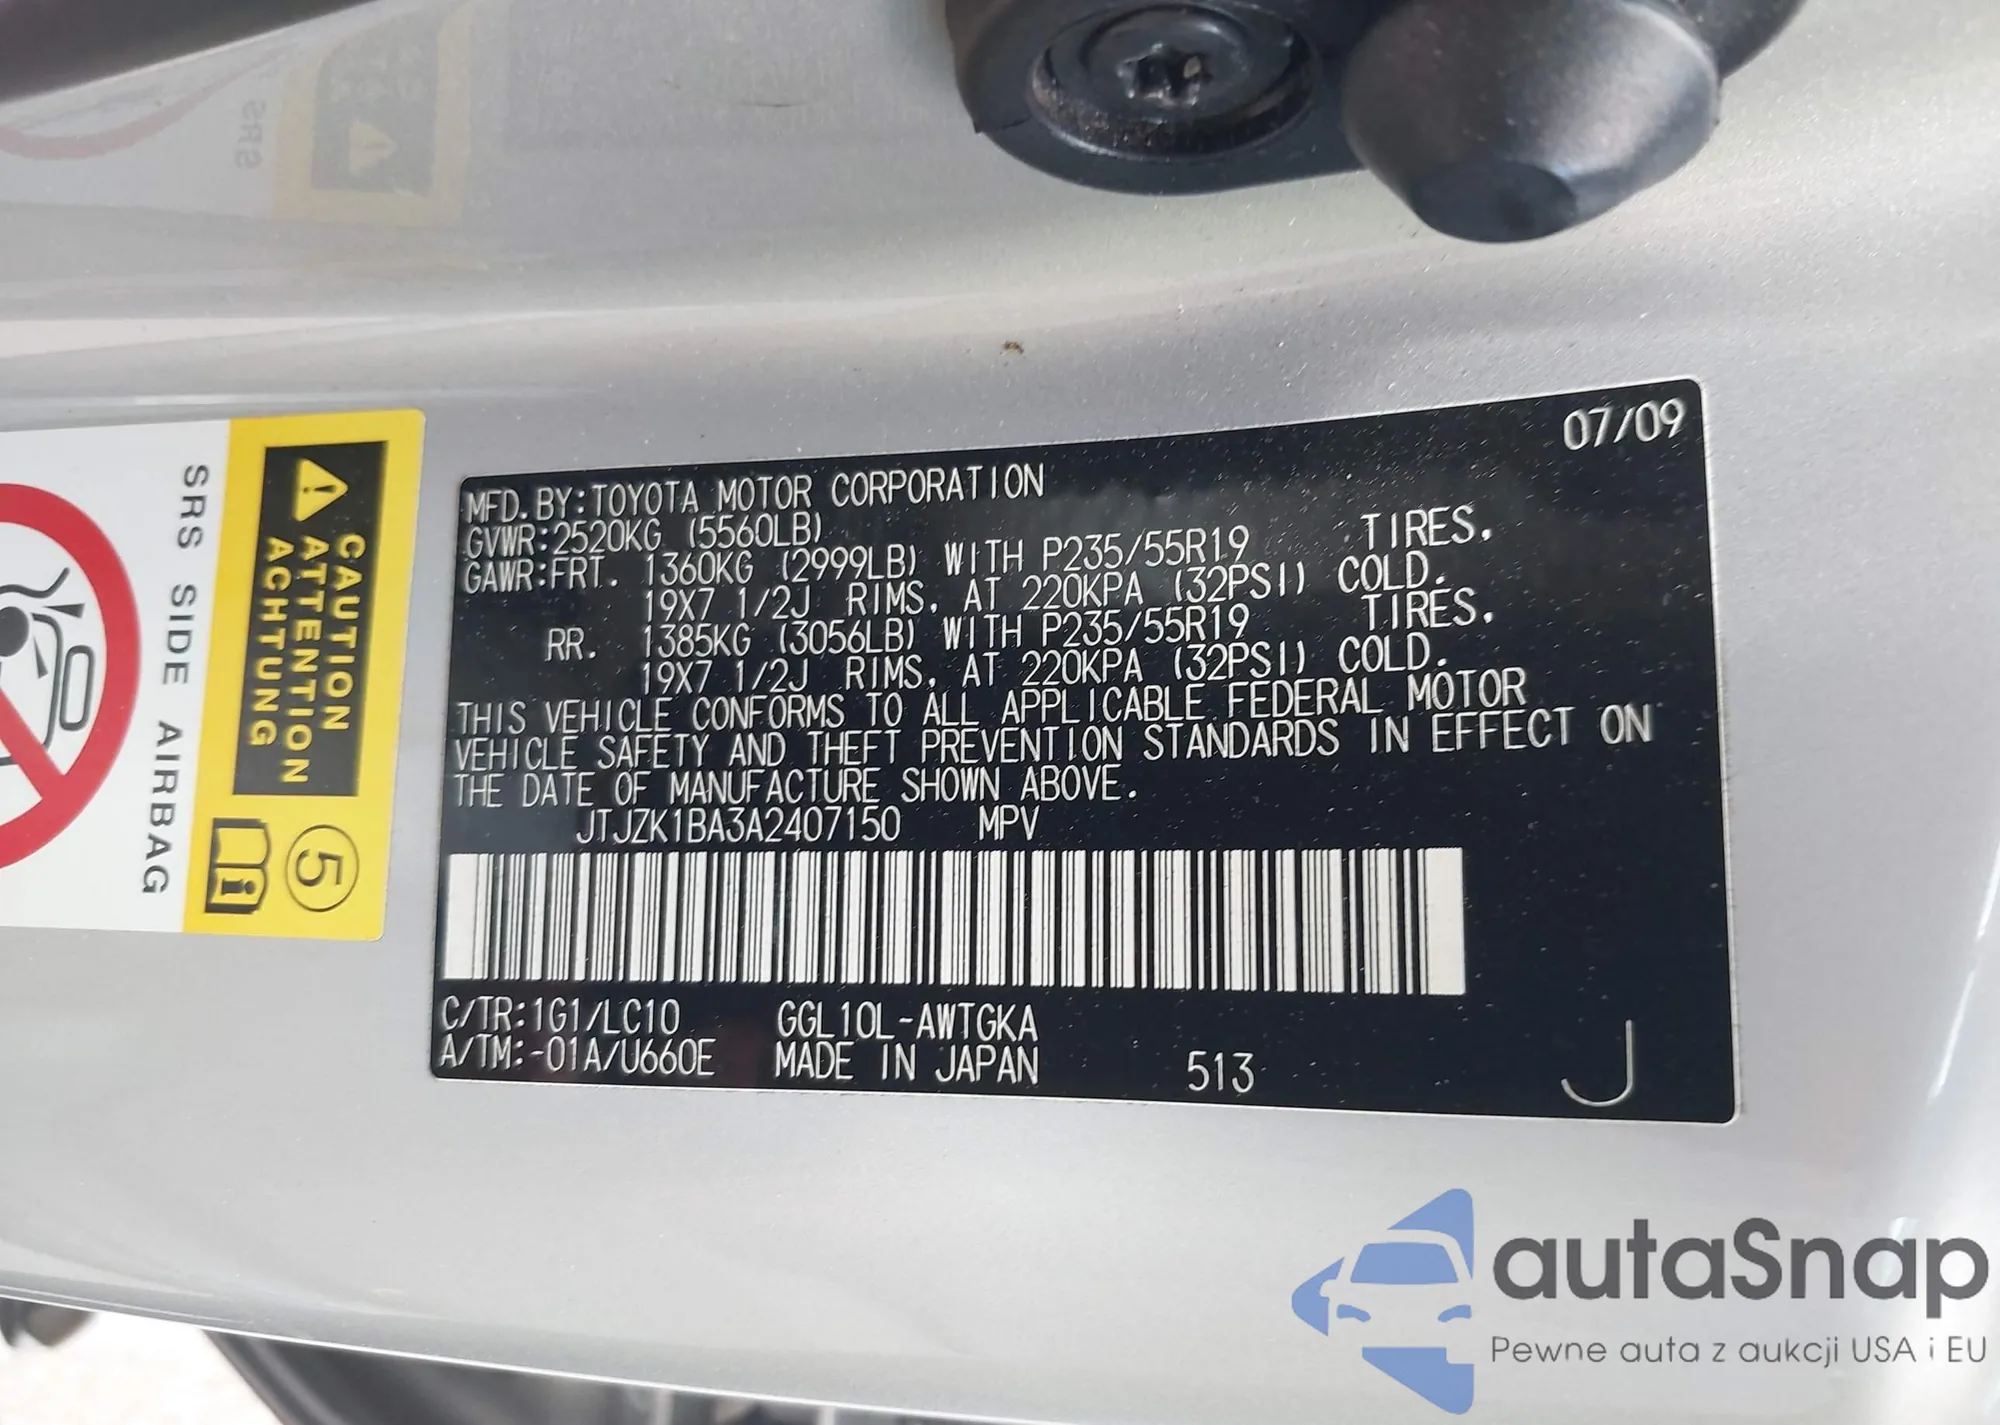 07/09
MFD.BY:TOYOTA MOTOR CORPORATION
GVWR:2520KG (5560LB)
GAWR:FRT. 1360KG (2999LB) WITH P235/55R19 TIRES,
19X7 1/2J RIMS, AT 220KPA (32PSI) COLD.
RR. 1385KG (3056LB) WITH P235/55R19 TIRES,
19X7 1/2J RIMS, AT 220KPA (32PSI) COLD.
THIS VEHICLE CONFORMS TO ALL APPLICABLE FEDERAL MOTOR
VEHICLE SAFETY AND THEFT PREVENTION STANDARDS IN EFFECT ON
THE DATE OF MANUFACTURE SHOWN ABOVE.
JTJZK1BA3A2407150 MPV
C/TR:1G1/LC10 GGL10L-AWTGKA
A/TM:-01A/U660E MADE IN JAPAN 513 J
CAUTION
ATTENTION
ACHTUNG
5
i
SRS SIDE AIRBAG
SRS
autaSnap
Pewne auta z aukcji USA i EU